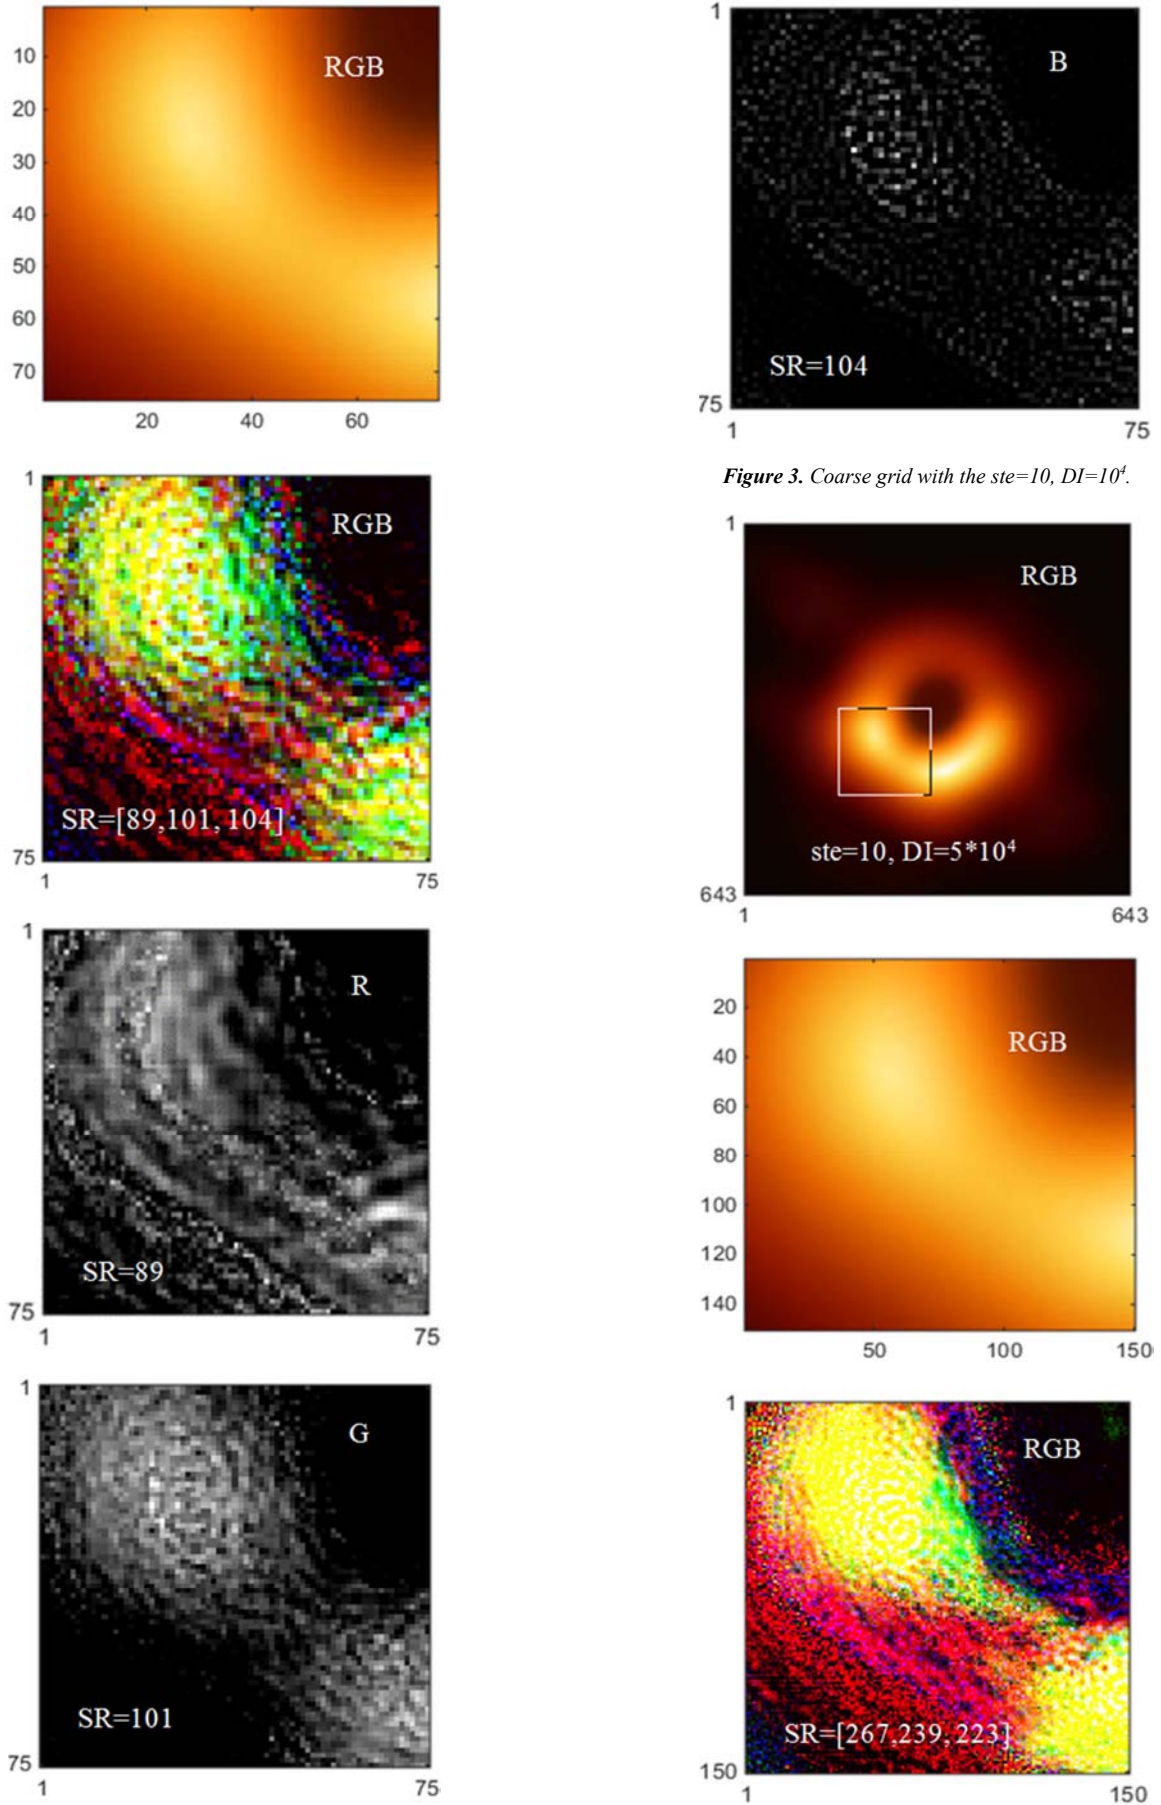 RGB
10
20
30
40
50
60
70
20 40 60
1
RGB
SR=[89,101, 104]
75
1 75
1
R
SR=89
75
1 75
1
G
SR=101
75
1 75
1
B
SR=104
75
1 75
Figure 3. Coarse grid with the ste=10, DI=10⁴.
1
RGB
ste=10, DI=5*10⁴
643
1 643
20
RGB
40
60
80
100
120
140
50 100 150
1
RGB
SR=[267,239, 223]
150
1 150